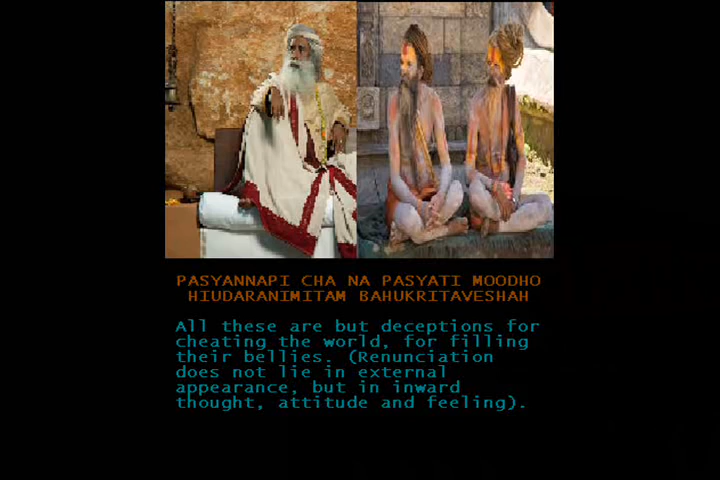 PASYANNAPI CHA NA PASYATI MOODHO
HIUDARANIMITAM BAHUKRITAVESHAH
All these are but deceptions for
cheating the world, for filling
their bellies. (Renunciation
does not lie in external
appearance, but in inward
thought, attitude and feeling).